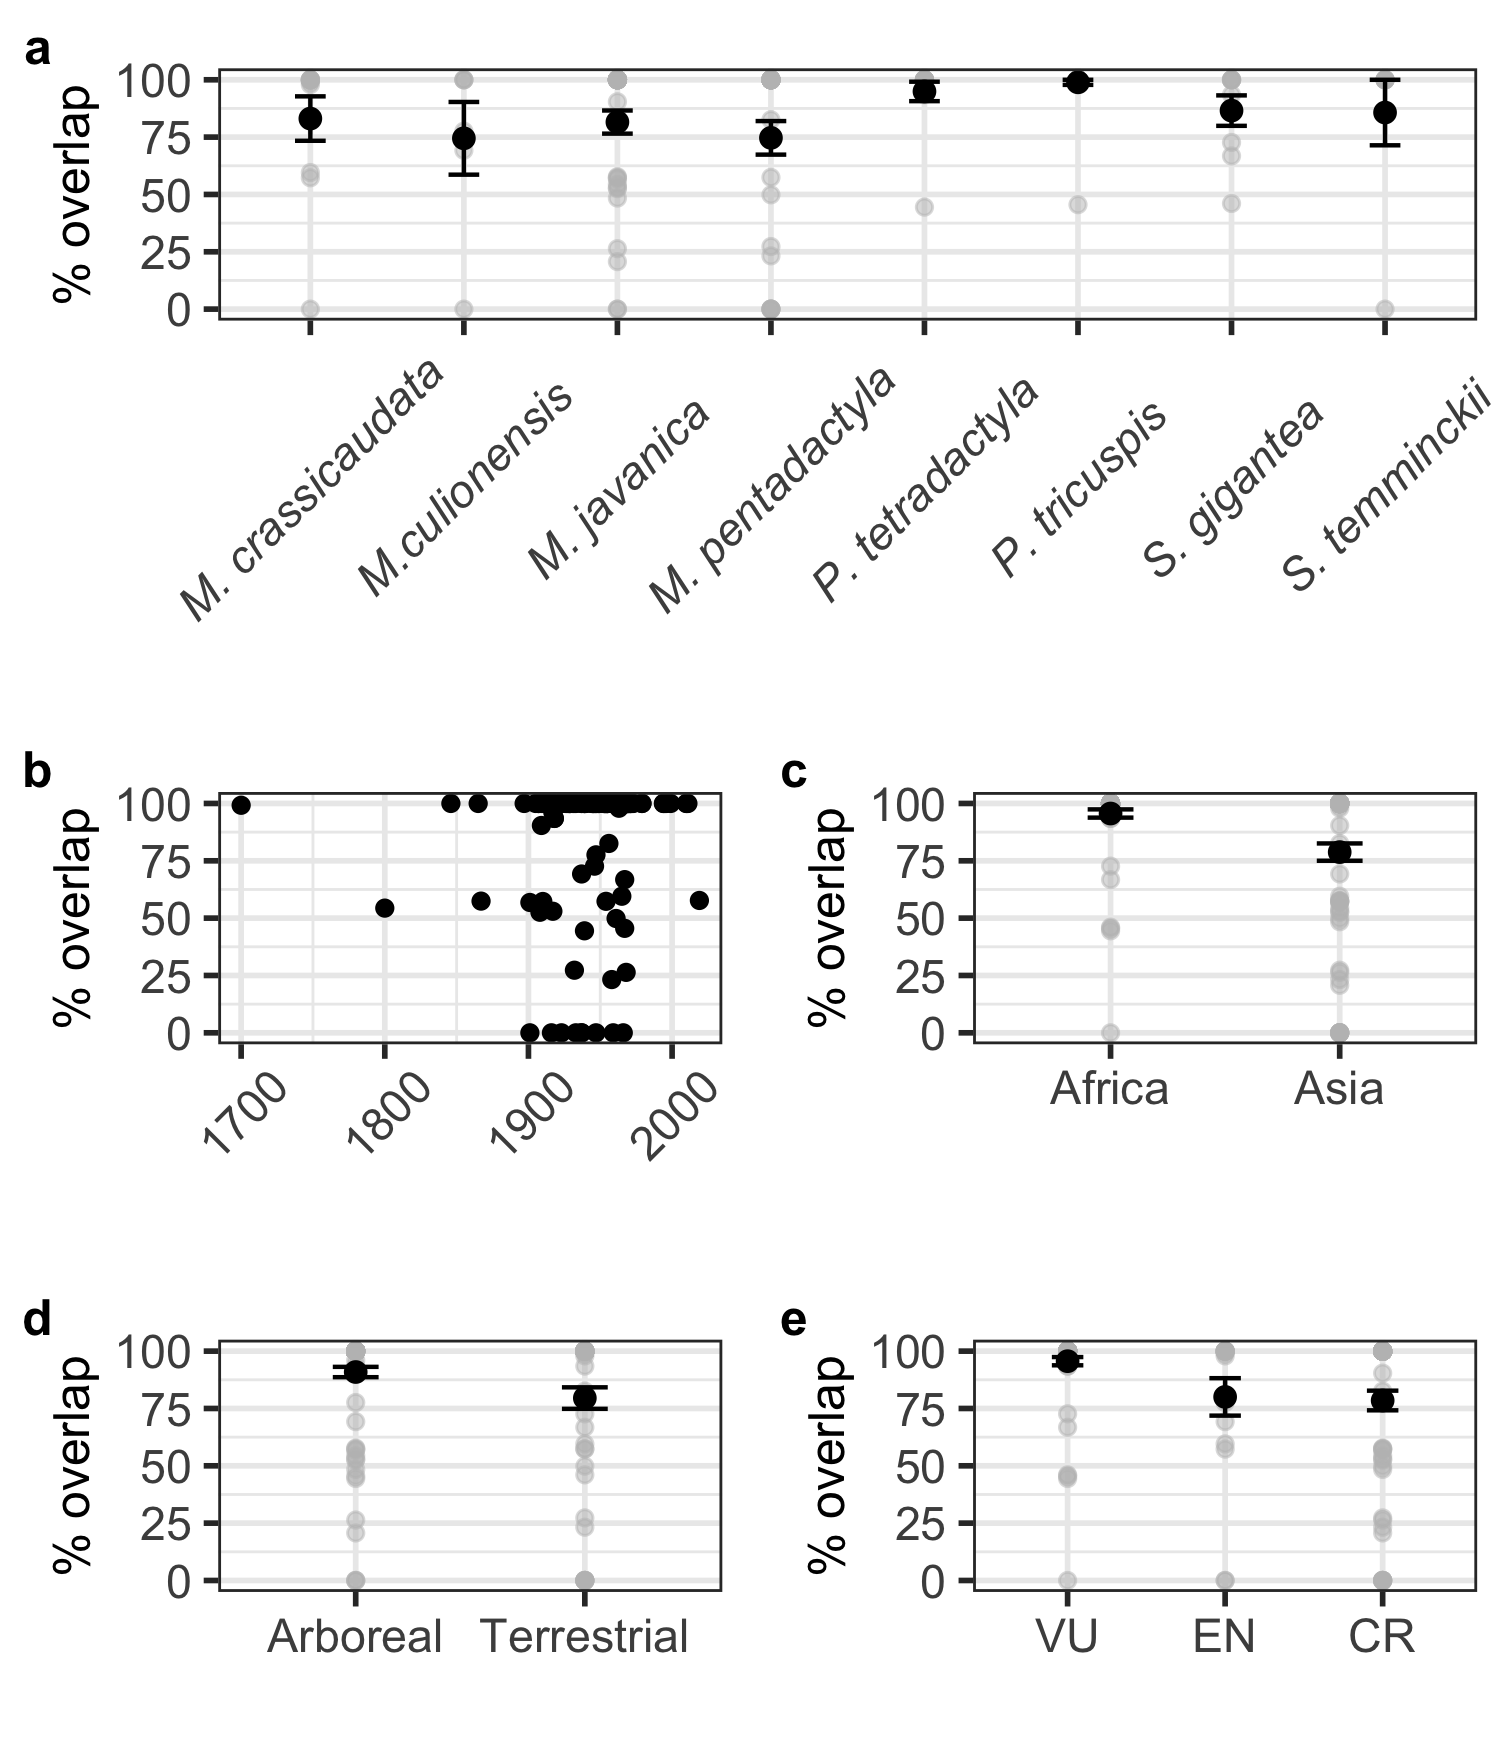 a
% overlap
100
75
50
25
0
M. crassicaudata
M.culionensis
M. javanica
M. pentadactyla
P. tetradactyla
P. tricuspis
S. gigantea
S. temminckii
b
% overlap
100
75
50
25
0
1700
1800
1900
2000
c
% overlap
100
75
50
25
0
Africa
Asia
d
% overlap
100
75
50
25
0
Arboreal
Terrestrial
e
% overlap
100
75
50
25
0
VU
EN
CR